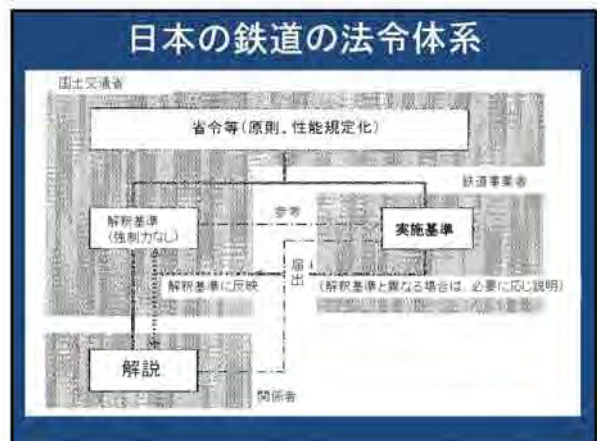 日本の鉄道の法令体系
国土交通省
省令等(原則、性能規定化)
鉄道事業者
解釈基準
(強制力なし)
参考
実施基準
届出
解釈基準に反映
(解釈基準と異なる場合は、必要に応じ説明)
解説
関係者